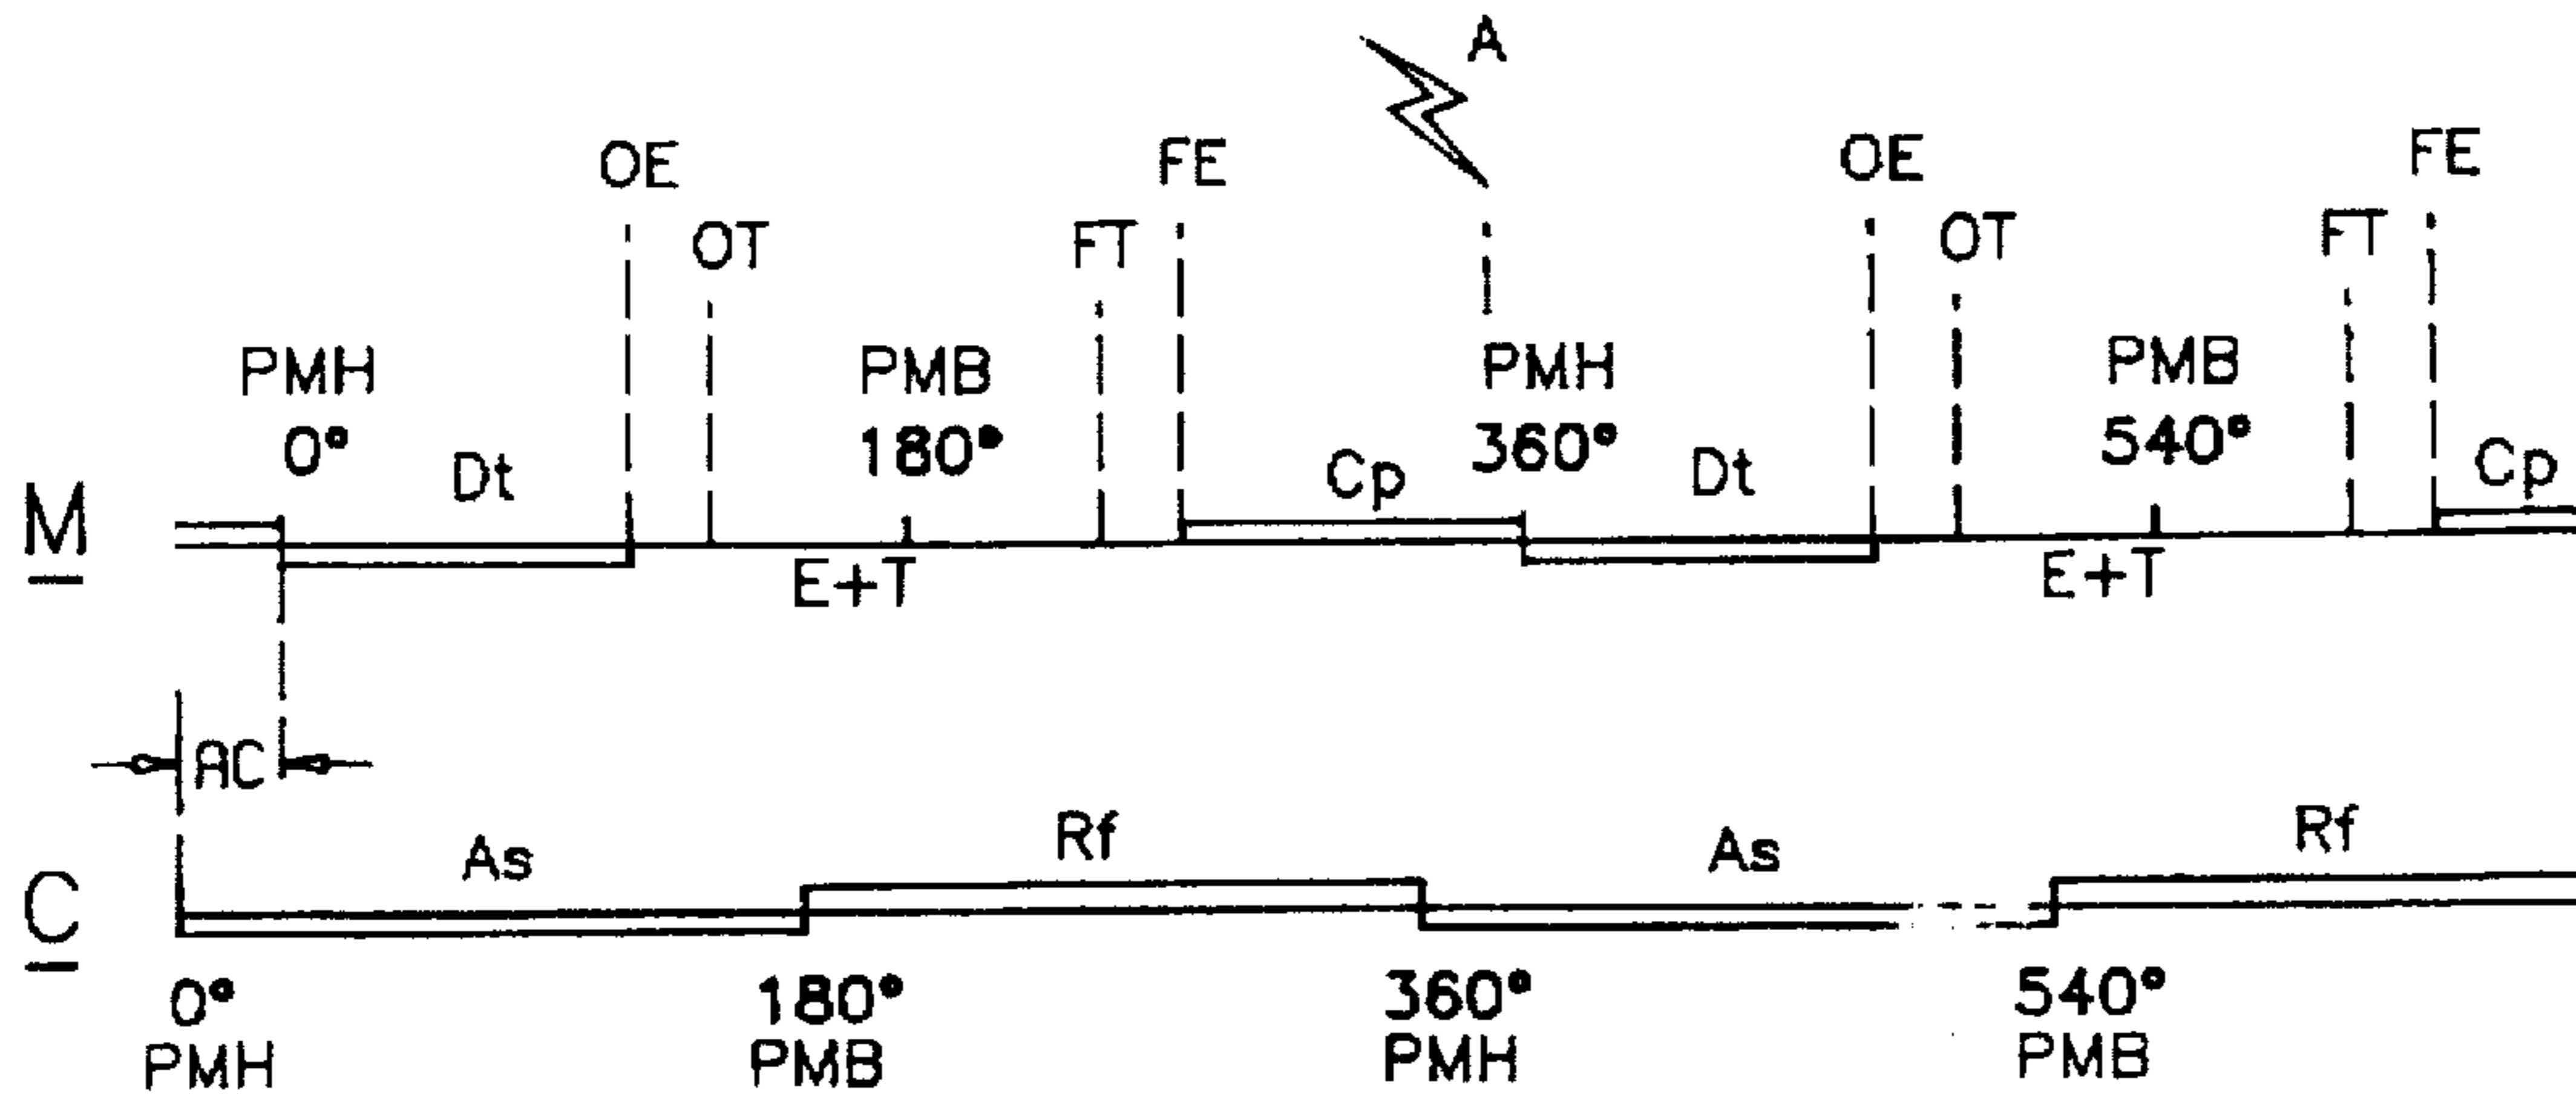 A
OE FE OE FE
OT FT OT FT
PMH PMB PMH PMB
0° 180° 360° 540°
Dt Cp Dt Cp
M
E+T E+T
AC
As Rf As Rf
C
0° 180° 360° 540°
PMH PMB PMH PMB